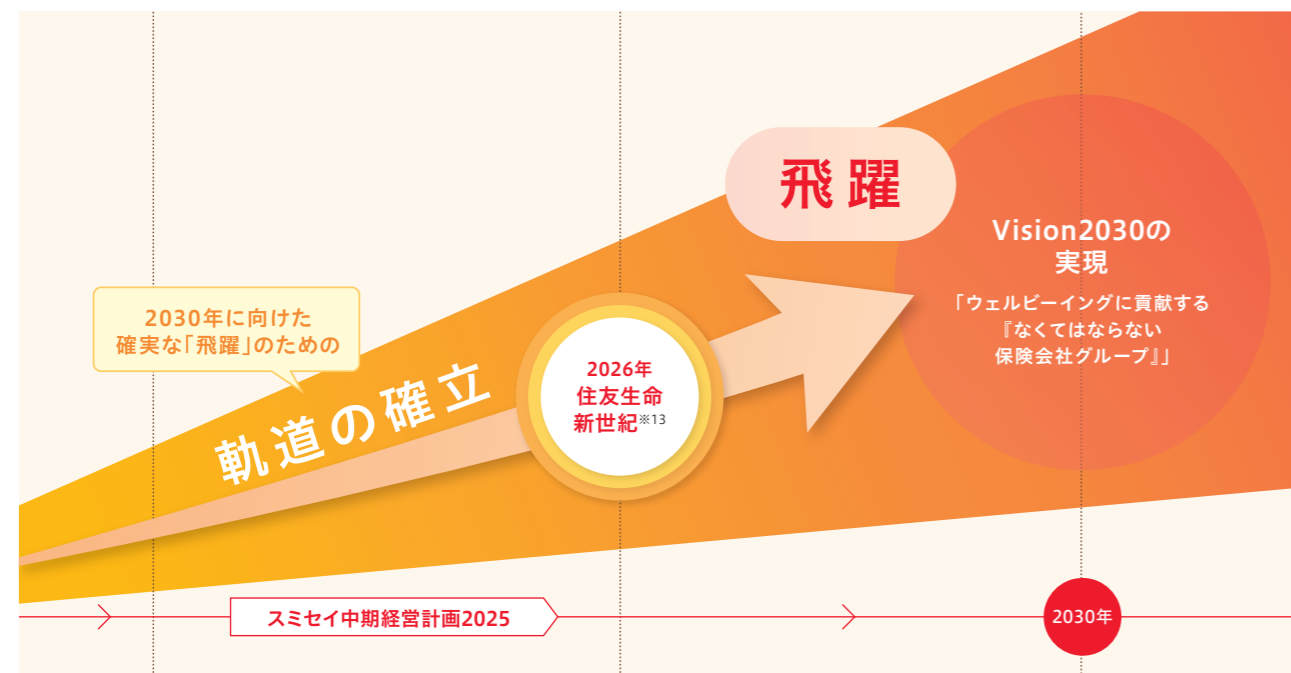 飛躍
Vision2030の
実現
「ウェルビーイングに貢献する
『なくてはならない
保険会社グループ』」
2030年に向けた
確実な「飛躍」のための
軌道の確立
2026年
住友生命
新世紀※13
スミセイ中期経営計画2025
2030年